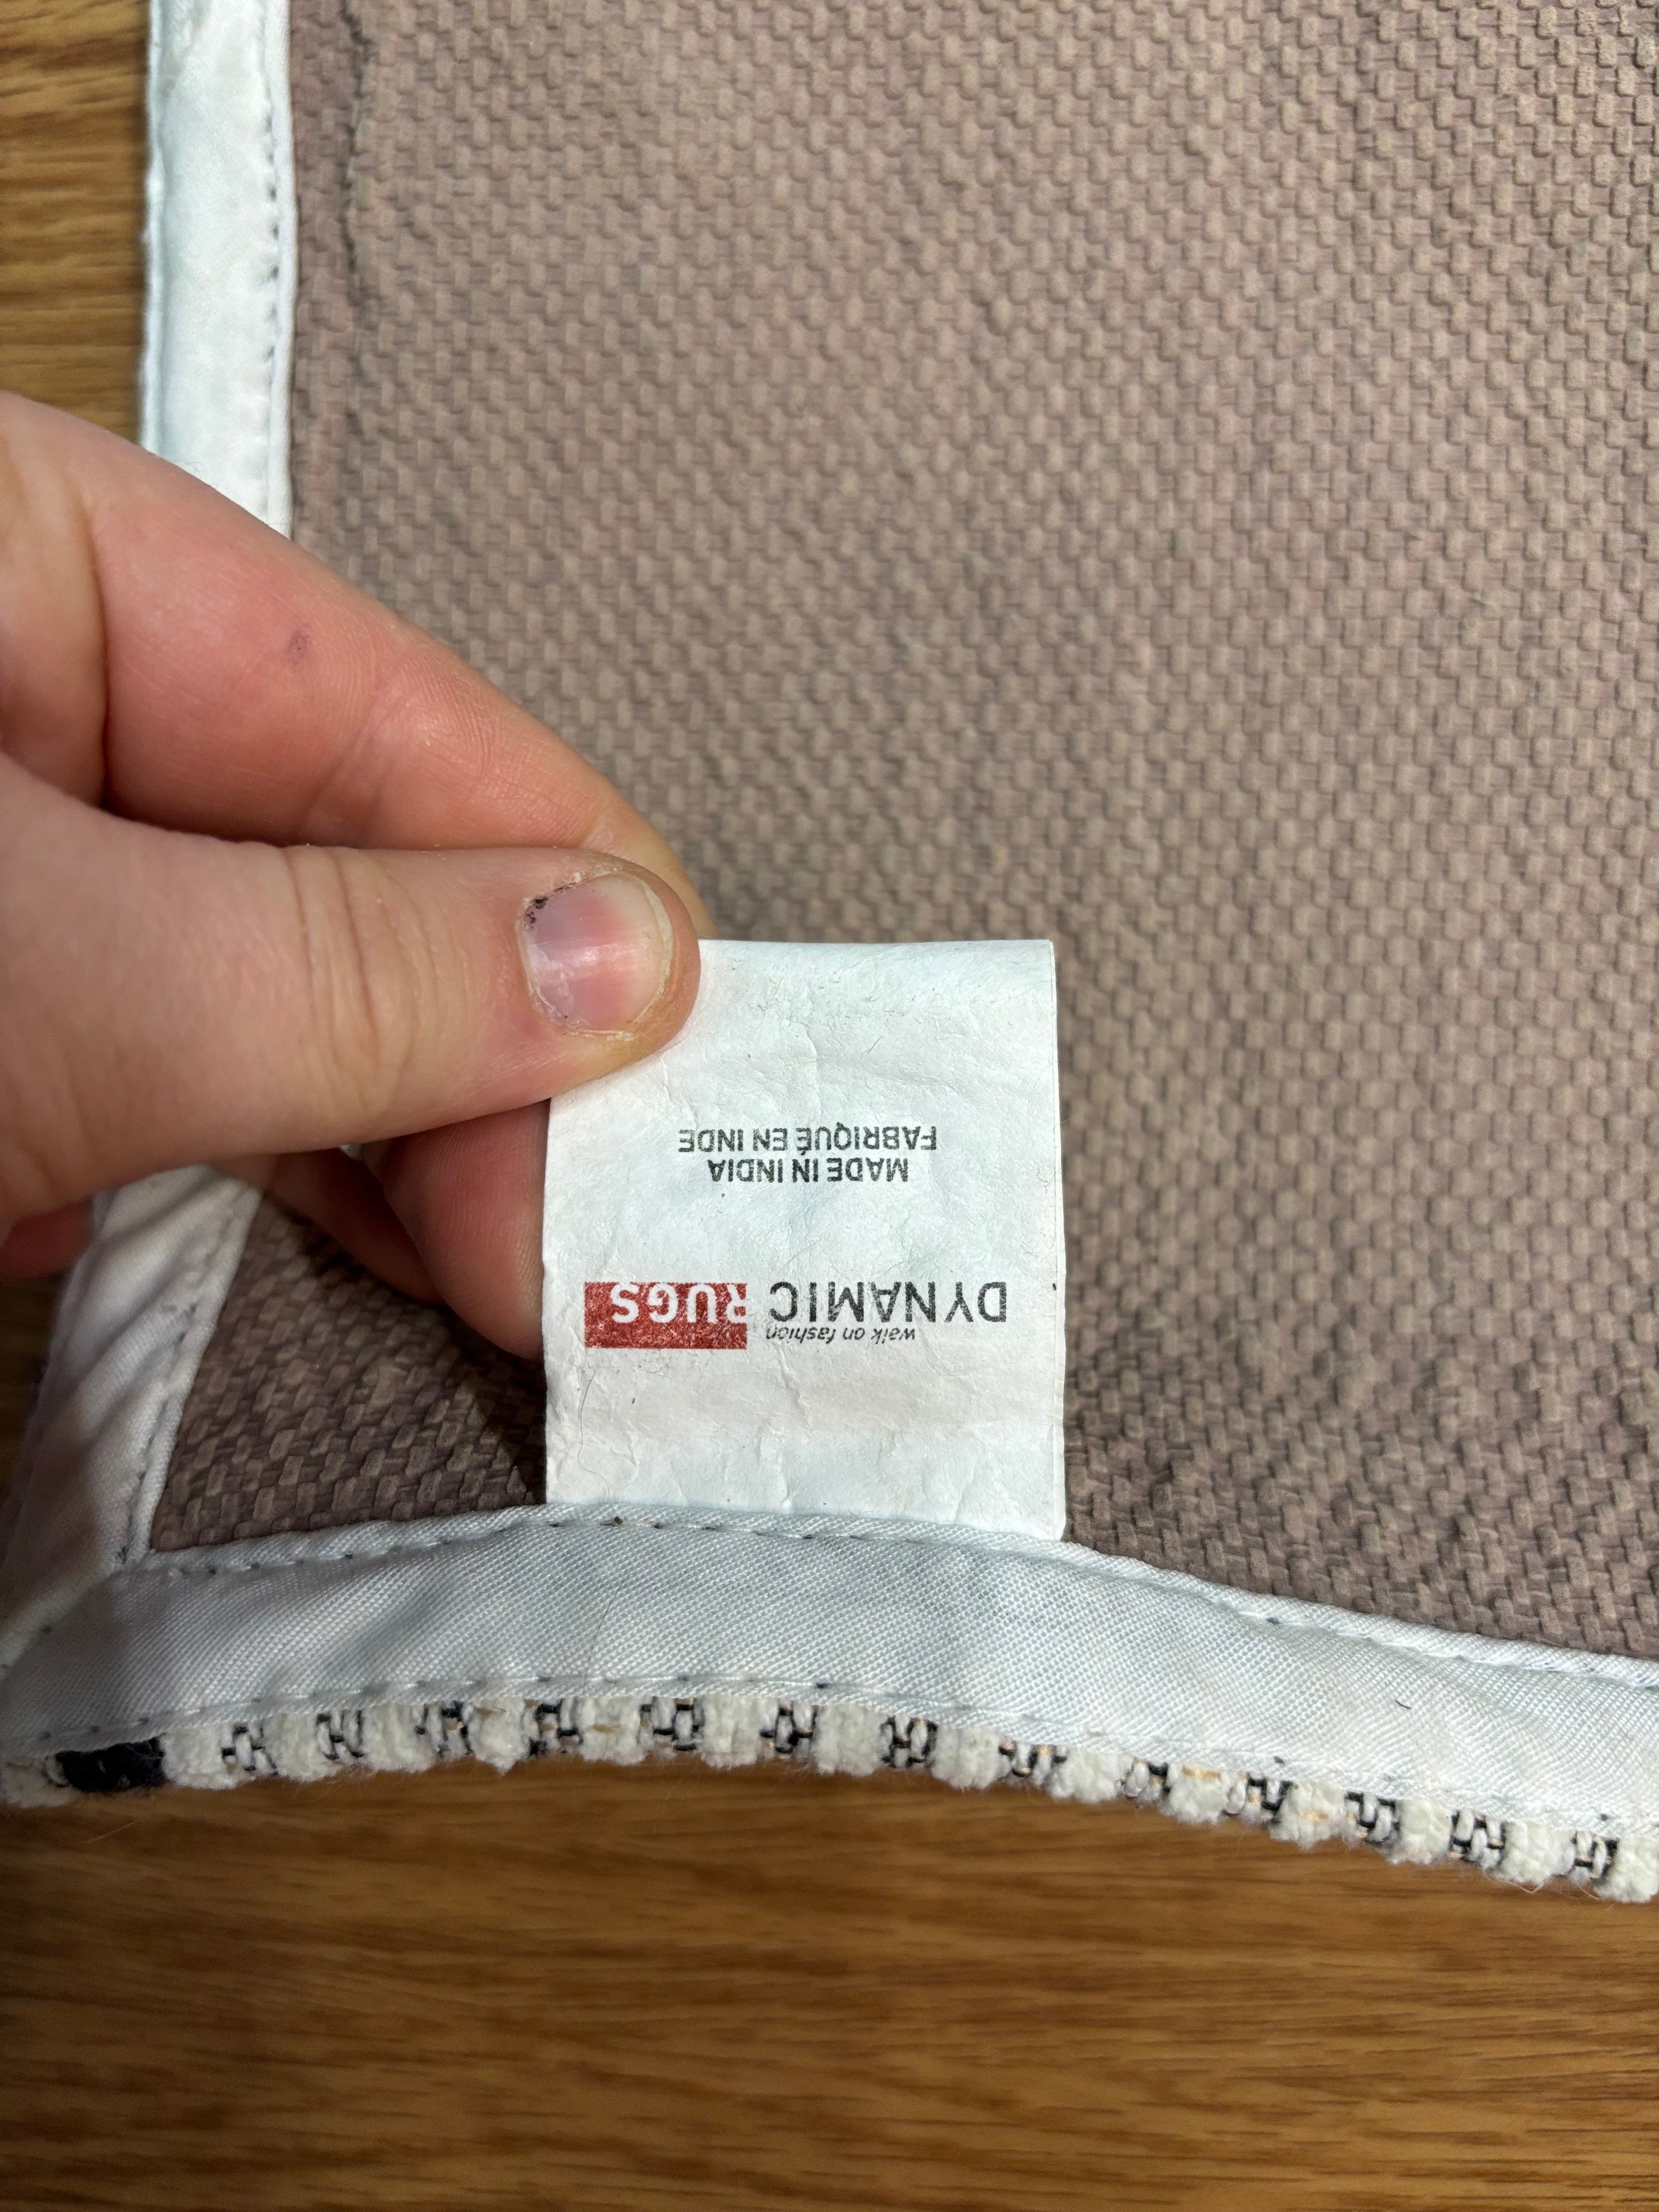 walk on fashion
DYNAMIC RUGS
MADE IN INDIA
FABRIQUÉ EN INDE